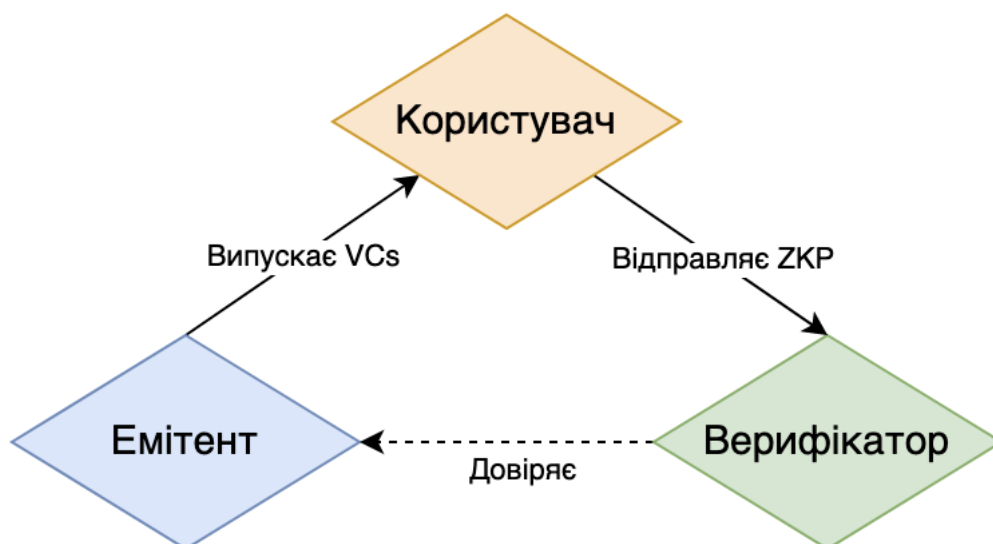 Користувач
Випускає VCs
Відправляє ZKP
Емітент
Верифікатор
Довіряє